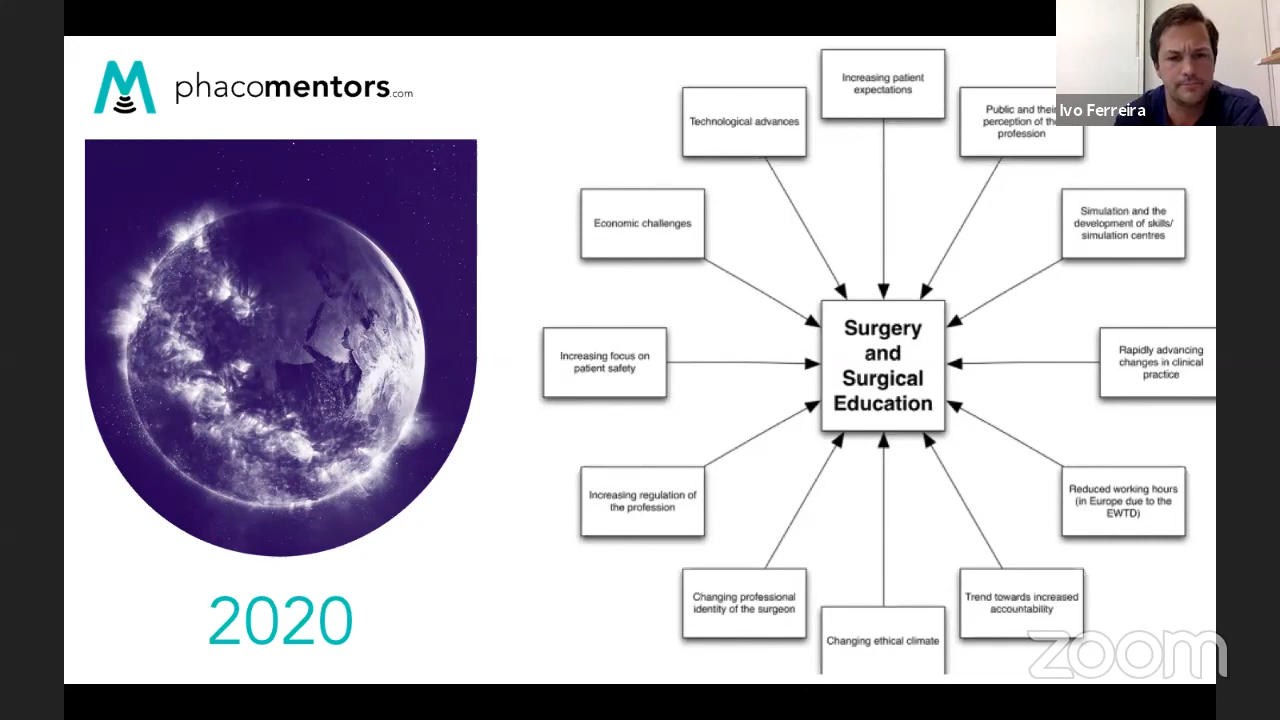 phacomentors.com
2020
Increasing patient
expectations
Technological advances
Public and their
perception of the
profession
Ivo Ferreira
Economic challenges
Simulation and the
development of skills/
simulation centres
Increasing focus on
patient safety
Surgery
and
Surgical
Education
Rapidly advancing
changes in clinical
practice
Increasing regulation of
the profession
Reduced working hours
(in Europe due to the
EWTD)
Changing professional
identity of the surgeon
Changing ethical climate
Trend towards increased
accountability
zoom